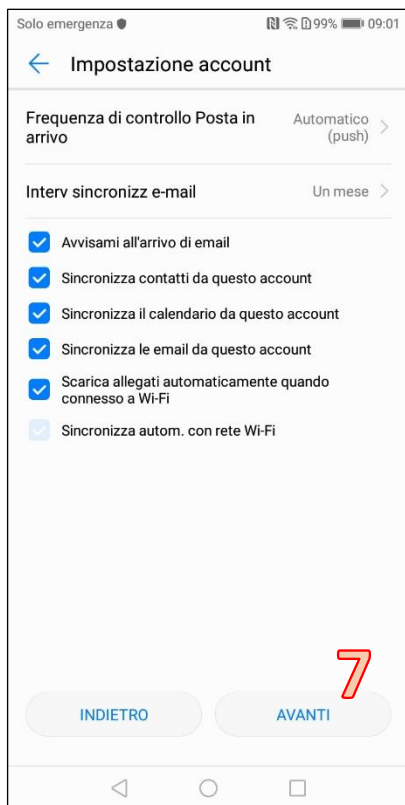 Solo emergenza 99% 09:01
Impostazione account
Frequenza di controllo Posta in Automatico
arrivo (push)
Interv sincronizz e-mail Un mese
Avvisami all'arrivo di email
Sincronizza contatti da questo account
Sincronizza il calendario da questo account
Sincronizza le email da questo account
Scarica allegati automaticamente quando
connesso a Wi-Fi
Sincronizza autom. con rete Wi-Fi
7
INDIETRO AVANTI